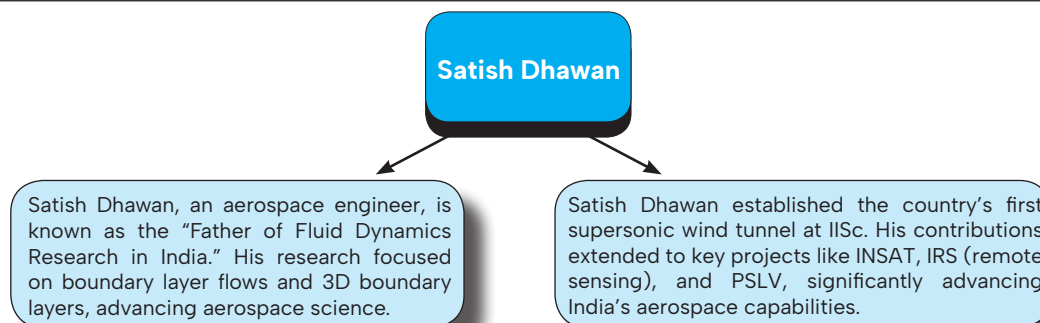 Satish Dhawan
Satish Dhawan, an aerospace engineer, is
known as the “Father of Fluid Dynamics
Research in India.” His research focused
on boundary layer flows and 3D boundary
layers, advancing aerospace science.
Satish Dhawan established the country’s first
supersonic wind tunnel at IISc. His contributions
extended to key projects like INSAT, IRS (remote
sensing), and PSLV, significantly advancing
India’s aerospace capabilities.